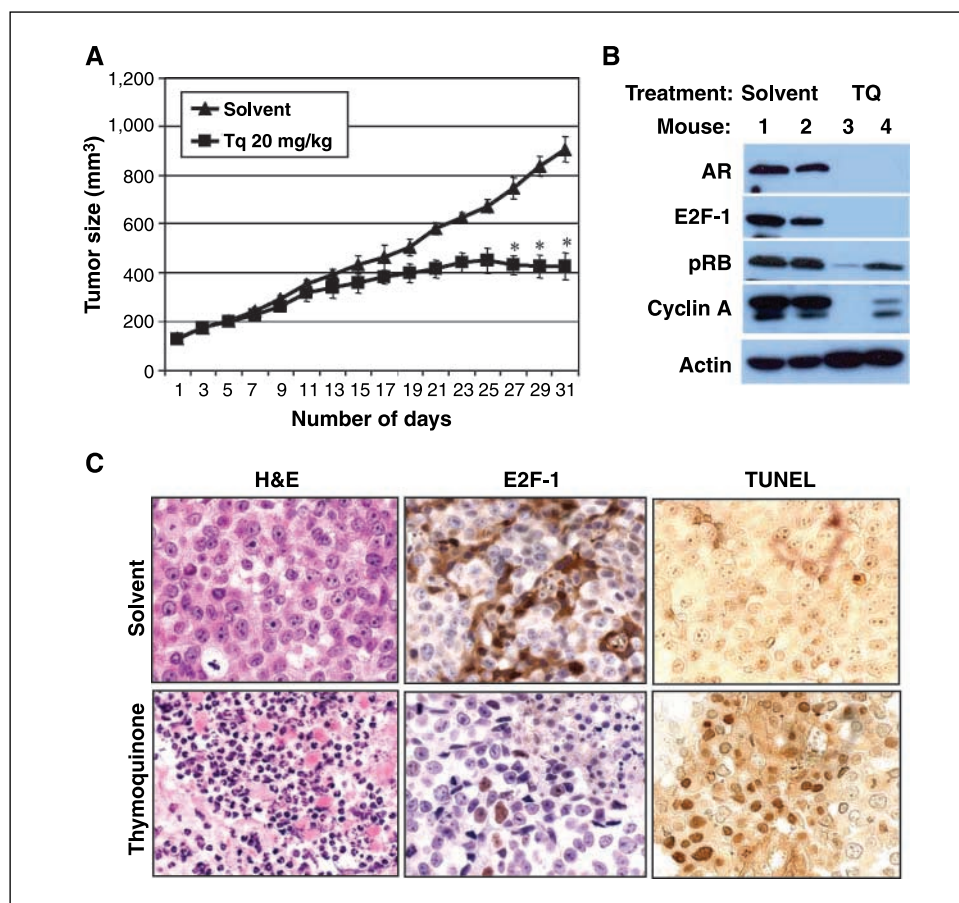 A
1,200
1,000
800
600
400
200
0
Tumor size (mm³)
Solvent
Tq 20 mg/kg
* * *
1 3 5 7 9 11 13 15 17 19 21 23 25 27 29 31
Number of days
B
Treatment: Solvent TQ
Mouse: 1 2 3 4
AR
E2F-1
pRB
Cyclin A
Actin
C
H&E E2F-1 TUNEL
Solvent
Thymoquinone